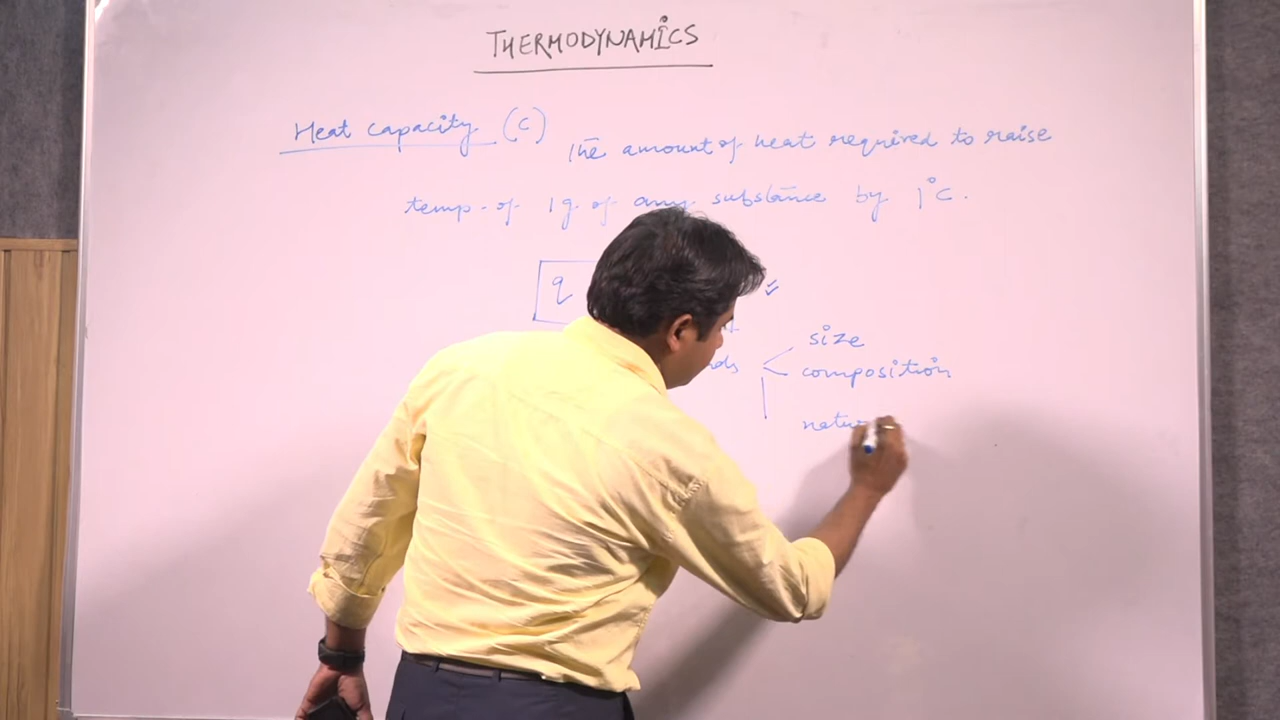 THERMODYNAMICS
Heat capacity (c) The amount of heat required to raise
temp. of 1g. of any substance by 1°C.
q
size
composition
natu